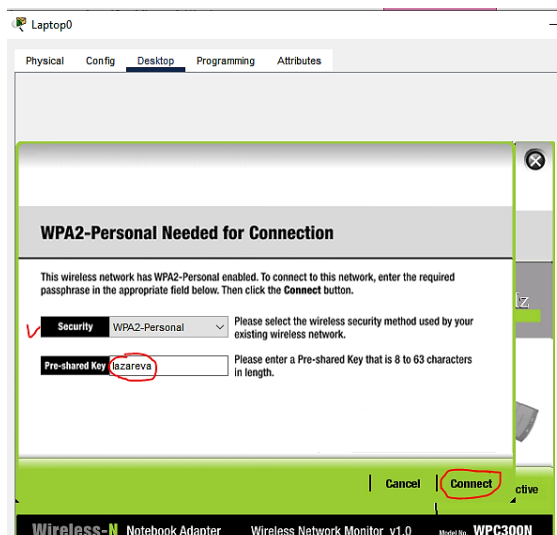 Laptop0
Physical Config Desktop Programming Attributes
WPA2-Personal Needed for Connection
This wireless network has WPA2-Personal enabled. To connect to this network, enter the required
passphrase in the appropriate field below. Then click the Connect button.
Security WPA2-Personal Please select the wireless security method used by your
existing wireless network.
Pre-shared Key lazareva Please enter a Pre-shared Key that is 8 to 63 characters
in length.
Cancel Connect
Wireless-N Notebook Adapter Wireless Network Monitor v1.0 Model No. WPC300N